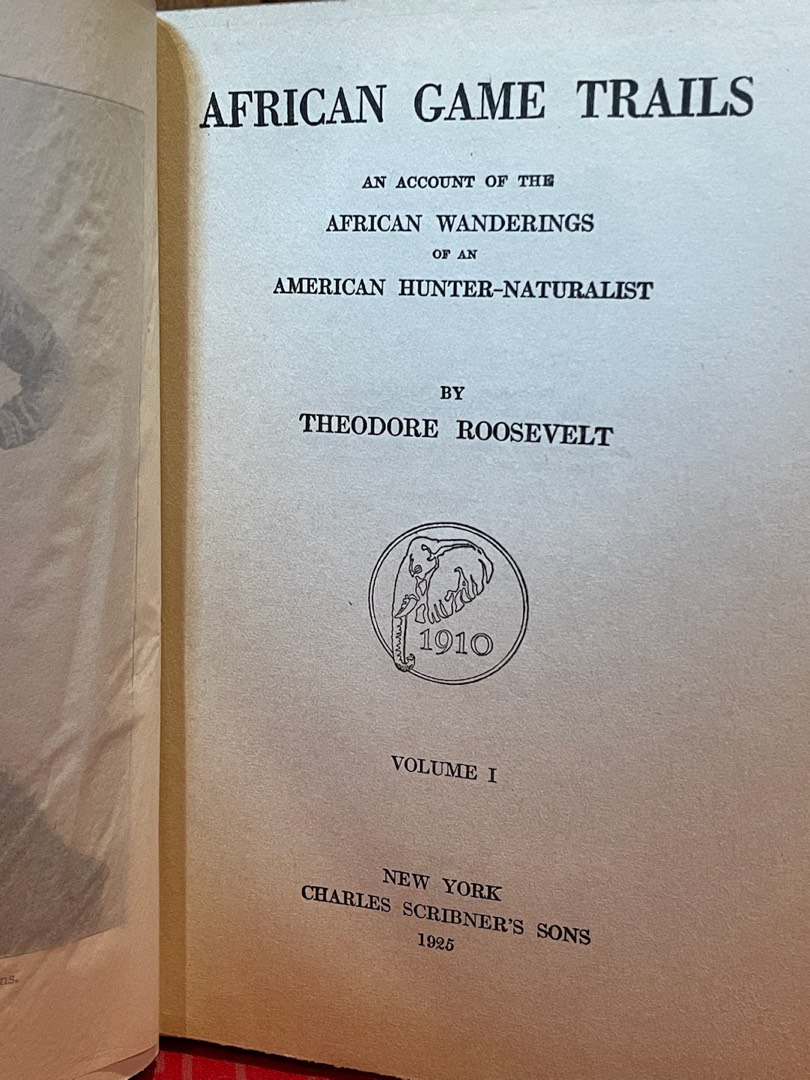 AFRICAN GAME TRAILS
AN ACCOUNT OF THE
AFRICAN WANDERINGS
OF AN
AMERICAN HUNTER-NATURALIST
BY
THEODORE ROOSEVELT
1910
VOLUME I
NEW YORK
CHARLES SCRIBNER'S SONS
1925